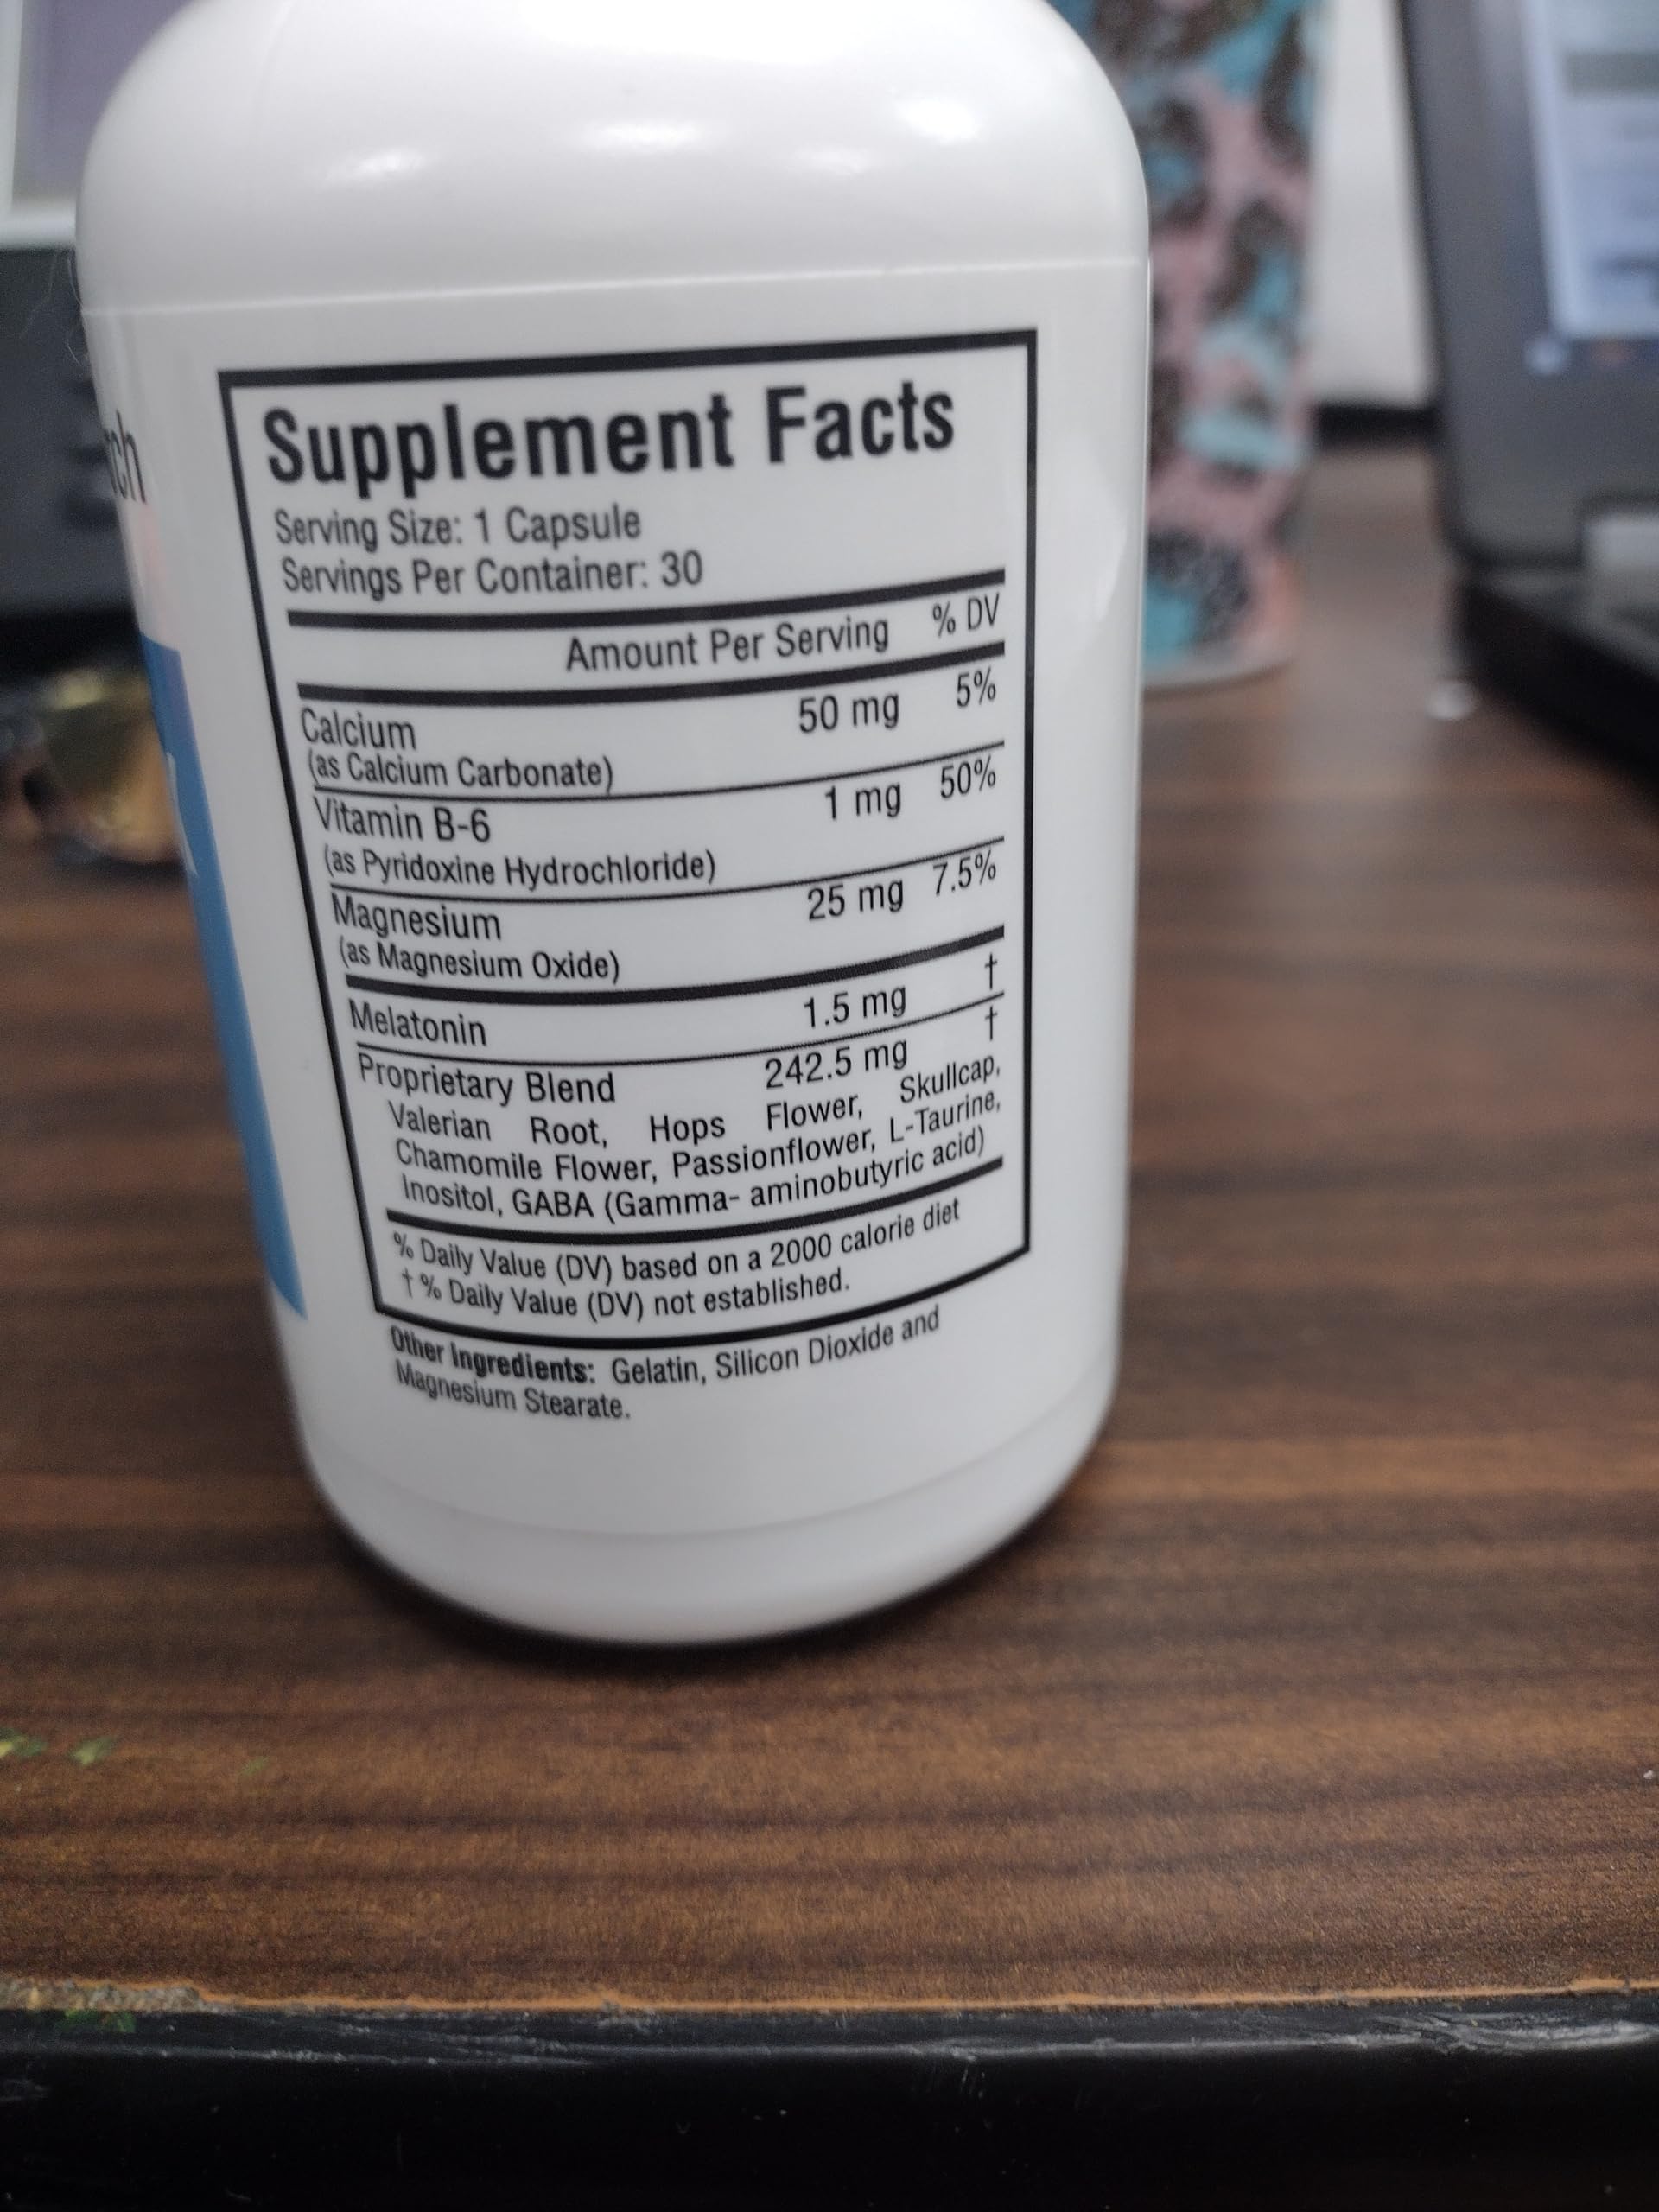 Supplement Facts
Serving Size: 1 Capsule
Servings Per Container: 30
Amount Per Serving % DV
Calcium 50 mg 5%
(as Calcium Carbonate)
Vitamin B-6 1 mg 50%
(as Pyridoxine Hydrochloride)
Magnesium 25 mg 7.5%
(as Magnesium Oxide)
Melatonin 1.5 mg †
Proprietary Blend 242.5 mg †
Valerian Root, Hops Flower, Skullcap,
Chamomile Flower, Passionflower, L-Taurine,
Inositol, GABA (Gamma- aminobutyric acid)
% Daily Value (DV) based on a 2000 calorie diet
† % Daily Value (DV) not established.
Other Ingredients: Gelatin, Silicon Dioxide and
Magnesium Stearate.